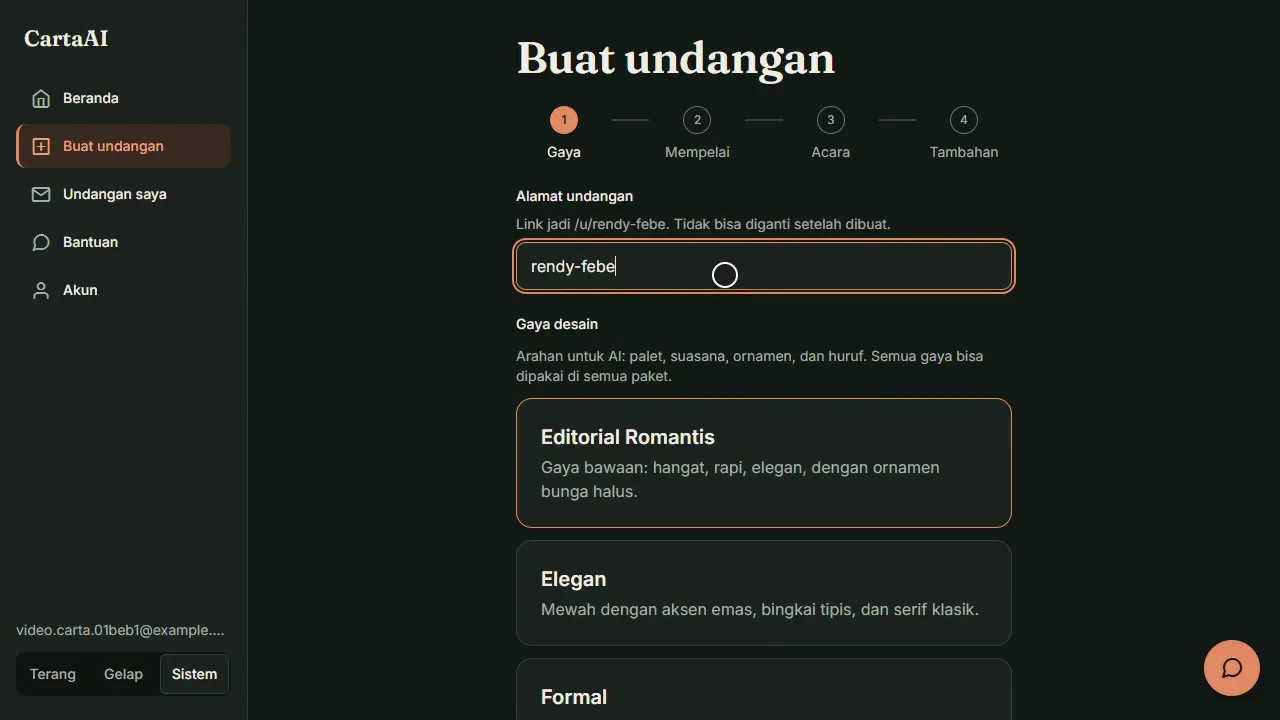 CartaAI
Beranda
Buat undangan
Undangan saya
Bantuan
Akun
video.carta.01beb1@example....
Terang
Gelap
Sistem
Buat undangan
1
2
3
4
Gaya
Mempelai
Acara
Tambahan
Alamat undangan
Link jadi /u/rendy-febe. Tidak bisa diganti setelah dibuat.
rendy-febe
Gaya desain
Arahan untuk AI: palet, suasana, ornamen, dan huruf. Semua gaya bisa
dipakai di semua paket.
Editorial Romantis
Gaya bawaan: hangat, rapi, elegan, dengan ornamen
bunga halus.
Elegan
Mewah dengan aksen emas, bingkai tipis, dan serif klasik.
Formal